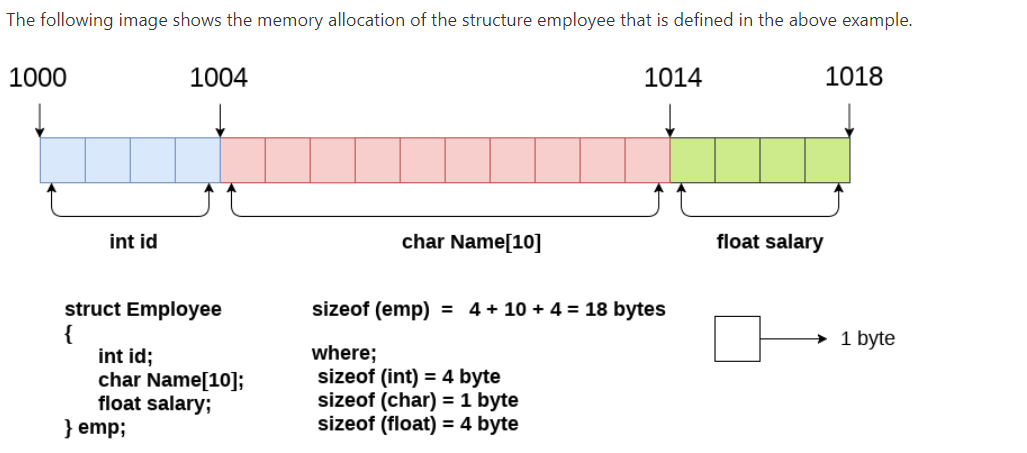 The following image shows the memory allocation of the structure employee that is defined in the above example.
1000 1004 1014 1018
int id char Name[10] float salary
struct Employee
{
int id;
char Name[10];
float salary;
} emp;
sizeof (emp) = 4 + 10 + 4 = 18 bytes
where;
sizeof (int) = 4 byte
sizeof (char) = 1 byte
sizeof (float) = 4 byte
1 byte